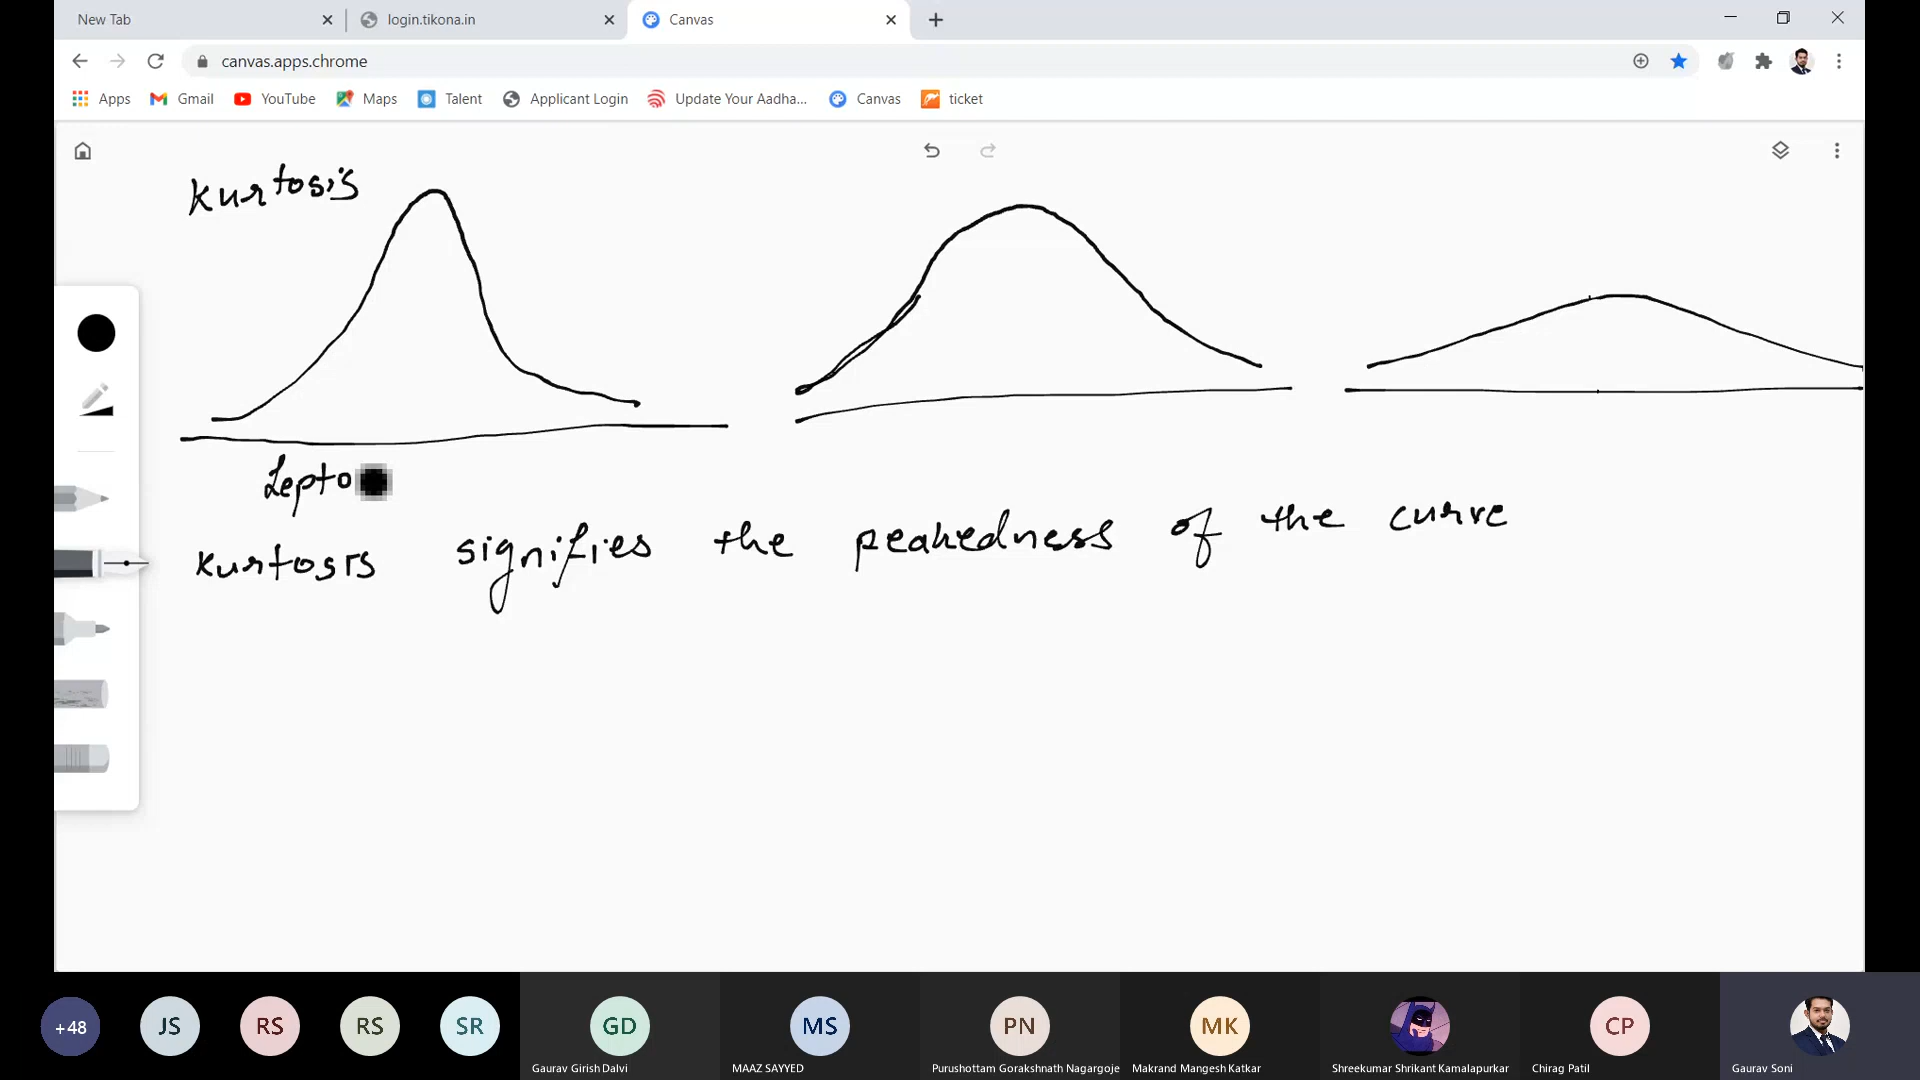 New Tab
login.tikona.in
Canvas
canvas.apps.chrome
Apps
Gmail
YouTube
Maps
Talent
Applicant Login
Update Your Aadha...
Canvas
ticket
Kurtosis
Lepto
Kurtosis signifies the peakedness of the curve
+48
JS
RS
RS
SR
GD
MS
PN
MK
CP
Gaurav Girish Dalvi
MAAZ SAYYED
Purushottam Gorakshnath Nagargoje
Makrand Mangesh Katkar
Shreekumar Shrikant Kamalapurkar
Chirag Patil
Gaurav Soni